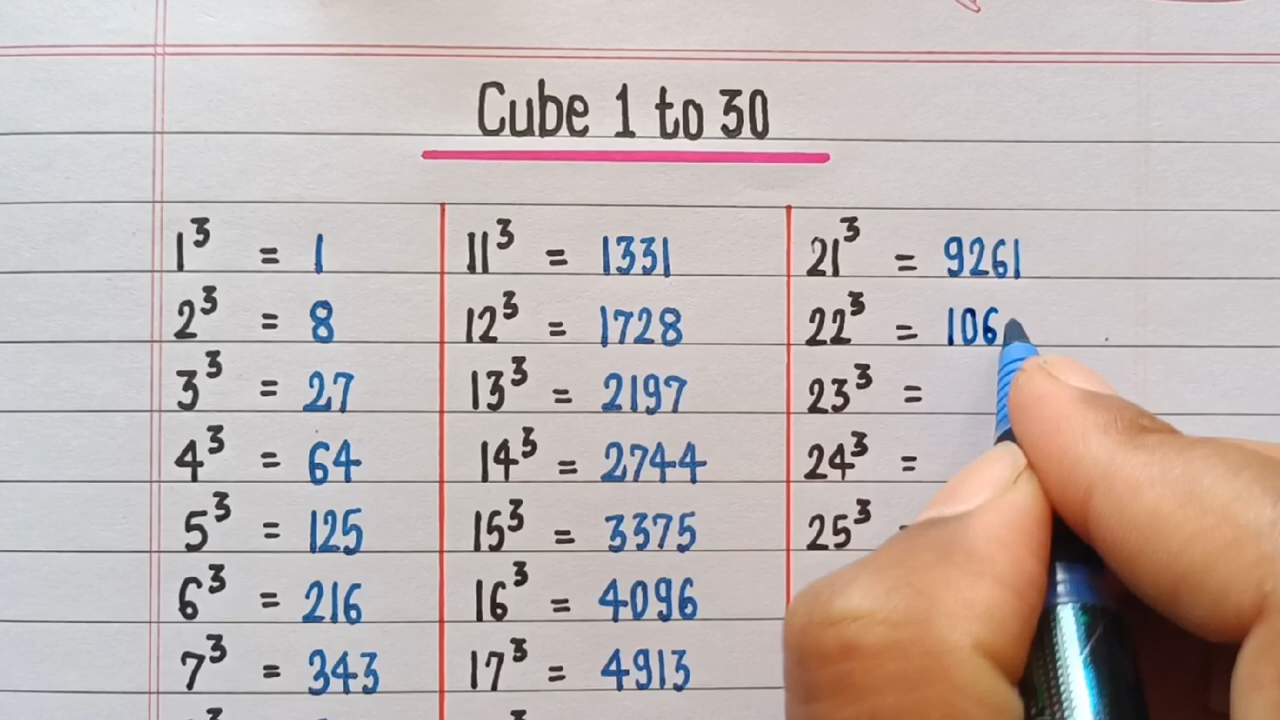 Cube 1 to 30
1³ = 1
2³ = 8
3³ = 27
4³ = 64
5³ = 125
6³ = 216
7³ = 343
11³ = 1331
12³ = 1728
13³ = 2197
14³ = 2744
15³ = 3375
16³ = 4096
17³ = 4913
21³ = 9261
22³ = 106
23³ =
24³ =
25³ =